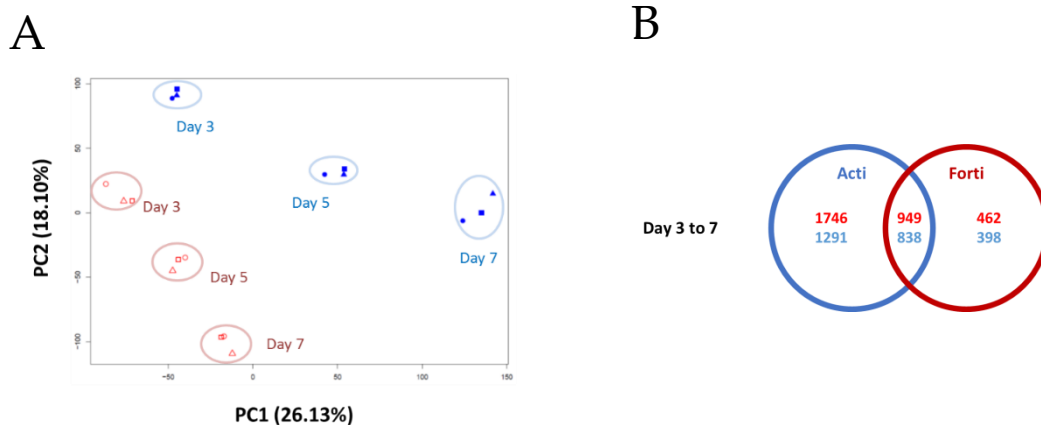 A
B
100
50
0
-50
-100
PC2 (18.10%)
Day 3
Day 3
Day 5
Day 5
Day 7
Day 7
-50
0
50
100
150
PC1 (26.13%)
Acti
Forti
Day 3 to 7
1746
949
462
1291
838
398